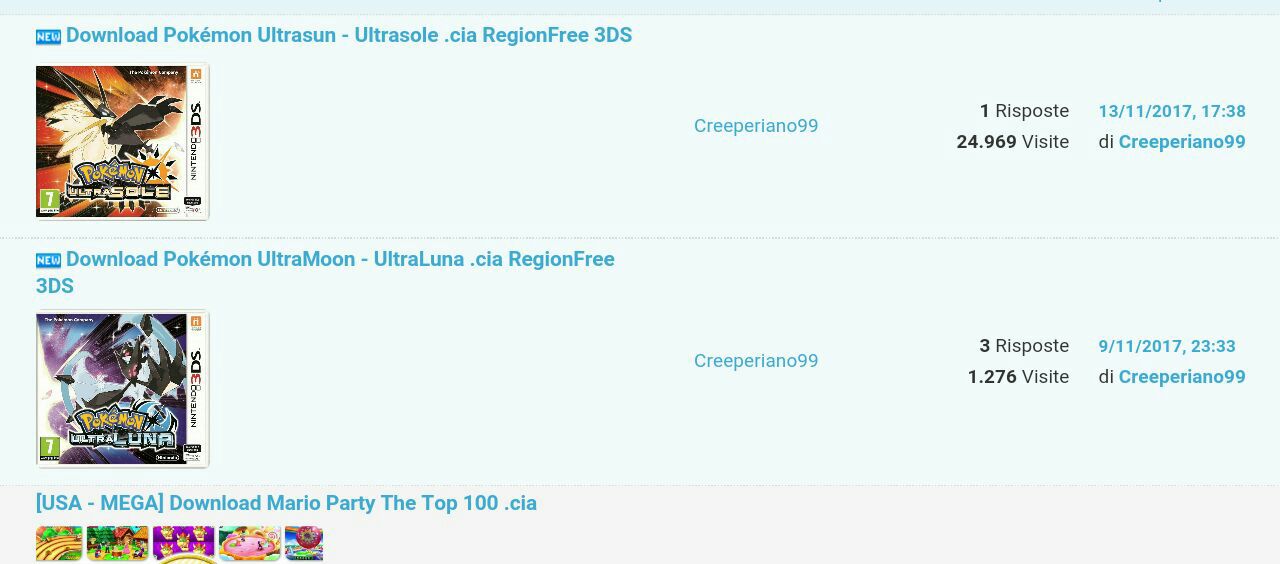 NEW Download Pokémon Ultrasun - Ultrasole .cia RegionFree 3DS
The Pokémon Company
NINTENDO 3DS
POKÉMON
ULTRASOLE
7
Creeperiano99
1 Risposte
24.969 Visite
13/11/2017, 17:38
di Creeperiano99
NEW Download Pokémon UltraMoon - UltraLuna .cia RegionFree
3DS
The Pokémon Company
NINTENDO 3DS
POKÉMON
ULTRALUNA
7
Nintendo
Creeperiano99
3 Risposte
1.276 Visite
9/11/2017, 23:33
di Creeperiano99
[USA - MEGA] Download Mario Party The Top 100 .cia